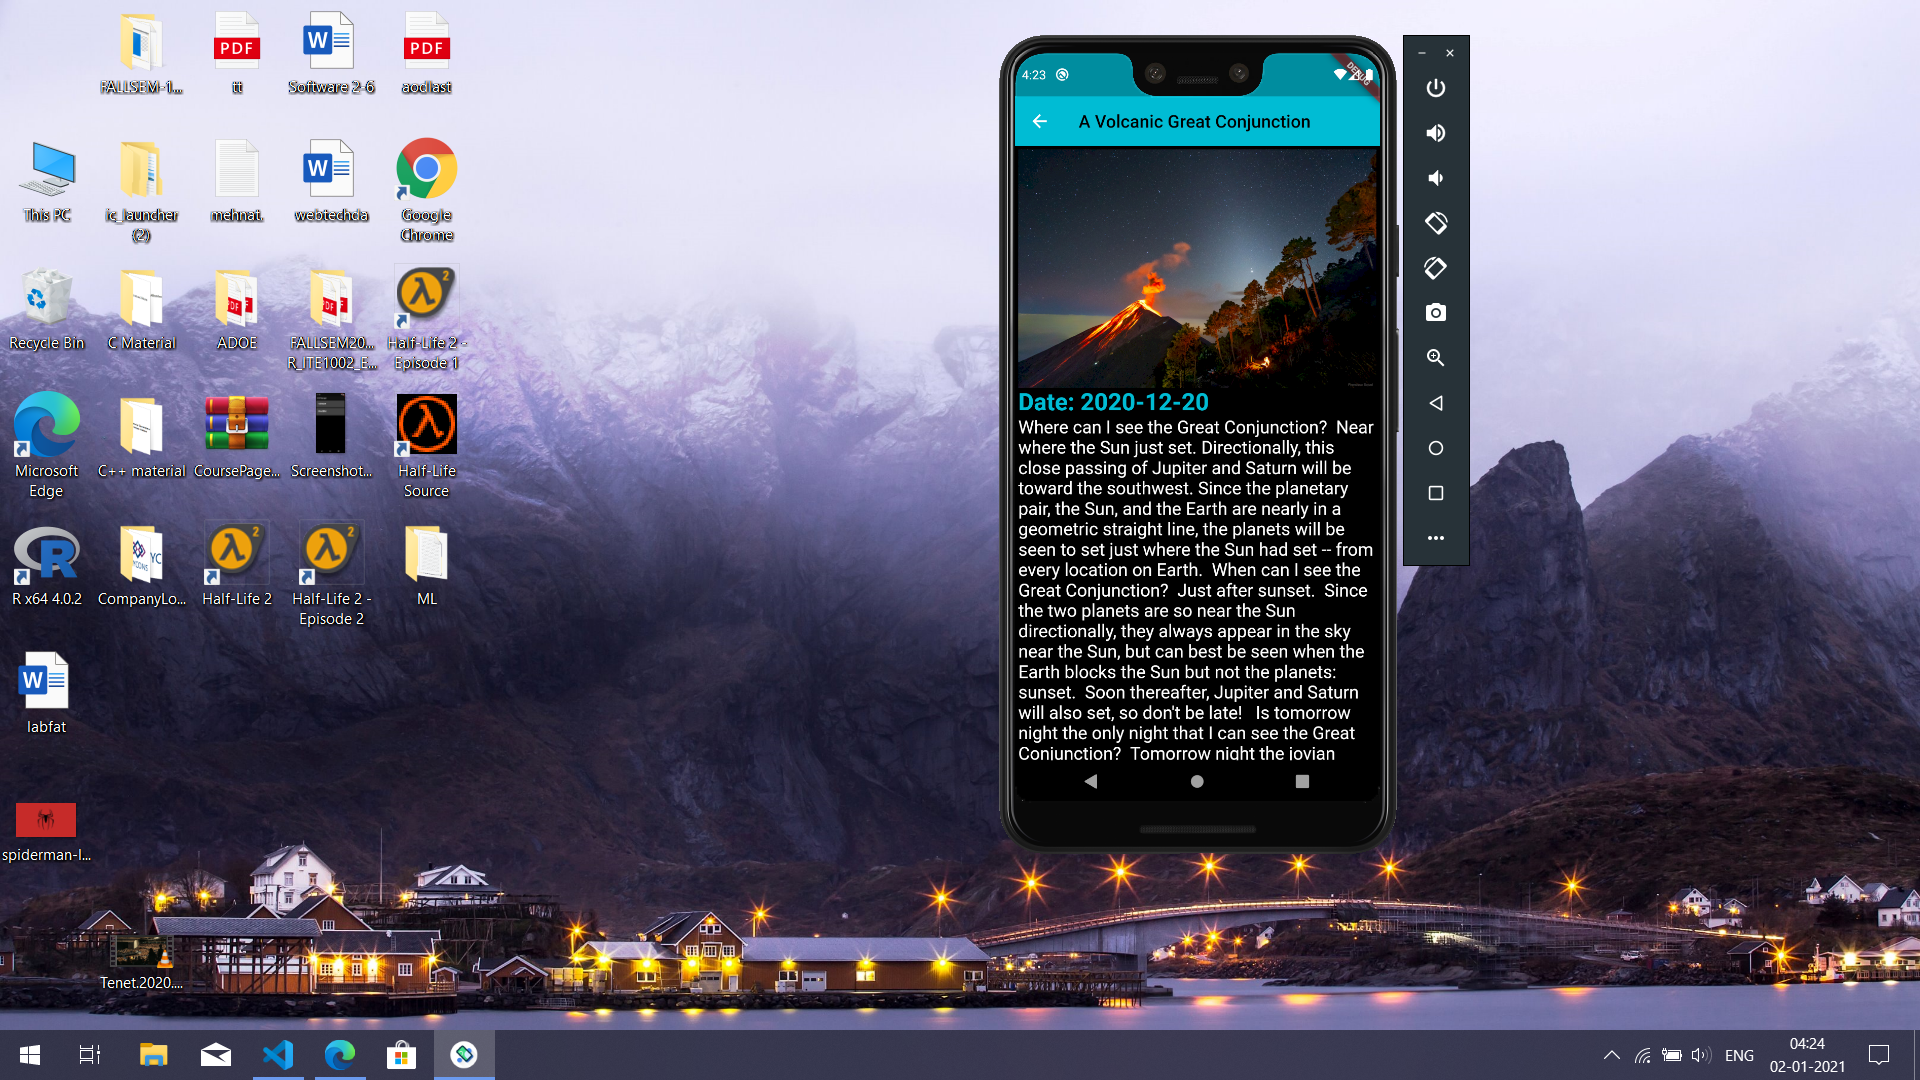 FALLSEM-1...
tt
Software 2-6
aodlast
This PC
ic_launcher
(2)
mehnat.
webtechda
Google
Chrome
Recycle Bin
C Material
ADOE
FALLSEM20...
R_ITE1002_E...
Half-Life 2 -
Episode 1
Microsoft
Edge
C++ material
CoursePage...
Screenshot...
Half-Life
Source
R x64 4.0.2
CompanyLo...
Half-Life 2
Half-Life 2 -
Episode 2
ML
labfat
spiderman-l...
Tenet.2020....
PDF
PDF
4:23
DEBUG
A Volcanic Great Conjunction
Date: 2020-12-20
Where can I see the Great Conjunction?  Near
where the Sun just set. Directionally, this
close passing of Jupiter and Saturn will be
toward the southwest. Since the planetary
pair, the Sun, and the Earth are nearly in a
geometric straight line, the planets will be
seen to set just where the Sun had set -- from
every location on Earth.  When can I see the
Great Conjunction?  Just after sunset.  Since
the two planets are so near the Sun
directionally, they always appear in the sky
near the Sun, but can best be seen when the
Earth blocks the Sun but not the planets:
sunset.  Soon thereafter, Jupiter and Saturn
will also set, so don't be late!   Is tomorrow
night the only night that I can see the Great
Conjunction?  Tomorrow night the jovian
ENG
04:24
02-01-2021